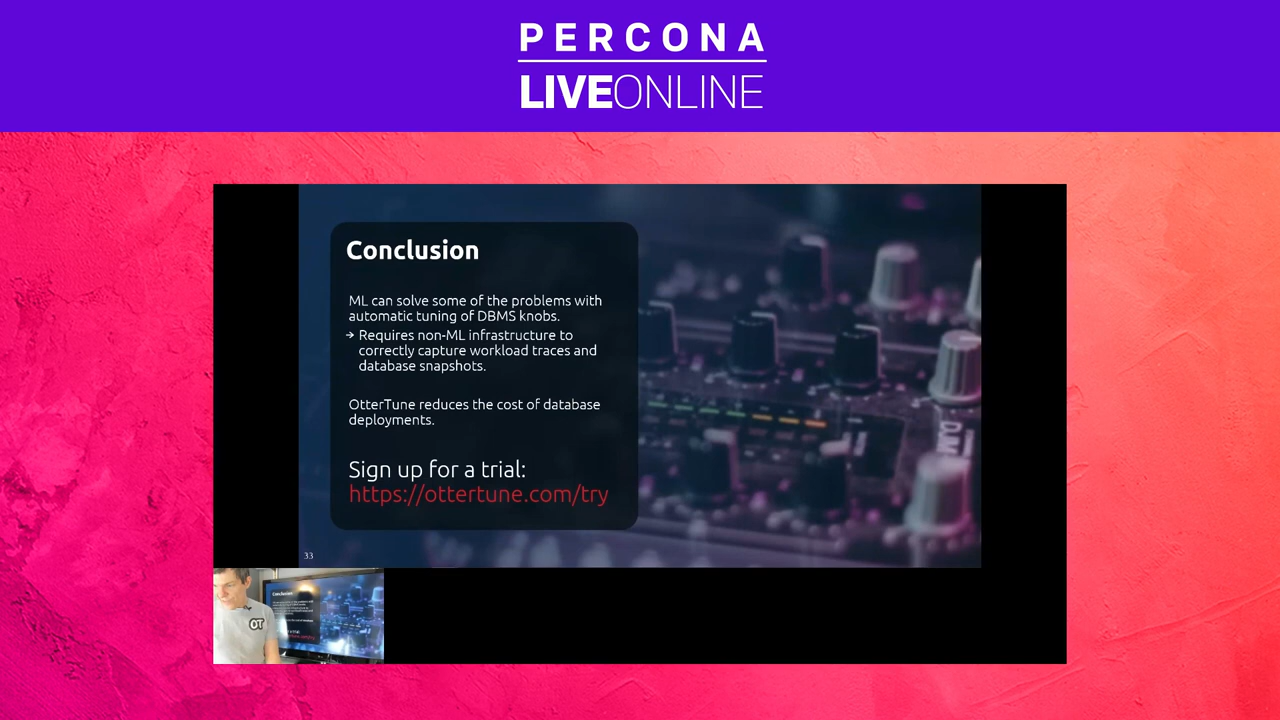 PERCONA
LIVEONLINE
Conclusion
ML can solve some of the problems with
automatic tuning of DBMS knobs.
→ Requires non-ML infrastructure to
correctly capture workload traces and
database snapshots.
OtterTune reduces the cost of database
deployments.
Sign up for a trial:
https://ottertune.com/try
33
Conclusion
OT